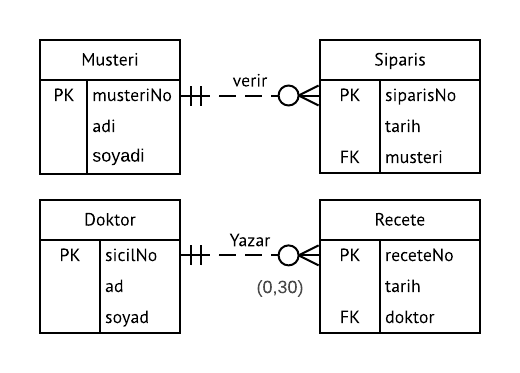 Musteri
PK musteriNo
adi
soyadi
verir
Siparis
PK siparisNo
tarih
FK musteri
Doktor
PK sicilNo
ad
soyad
Yazar
(0,30)
Recete
PK receteNo
tarih
FK doktor